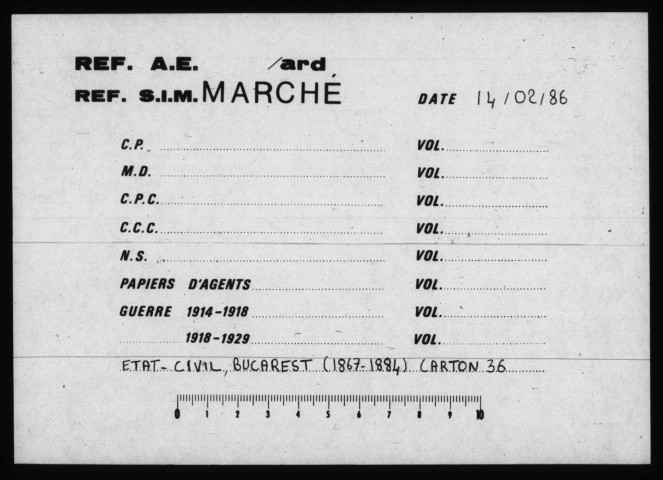 REF. A.E. /ard
REF. S.I.M. MARCHÉ DATE 14/02/86
C.P. VOL.
M.D. VOL.
C.P.C. VOL.
C.C.C. VOL.
N.S. VOL.
PAPIERS D'AGENTS VOL.
GUERRE 1914-1918 VOL.
1918-1929 VOL.
ETAT-CIVIL, BUCAREST (1867-1884) CARTON 36
0 1 2 3 4 5 6 7 8 9 10